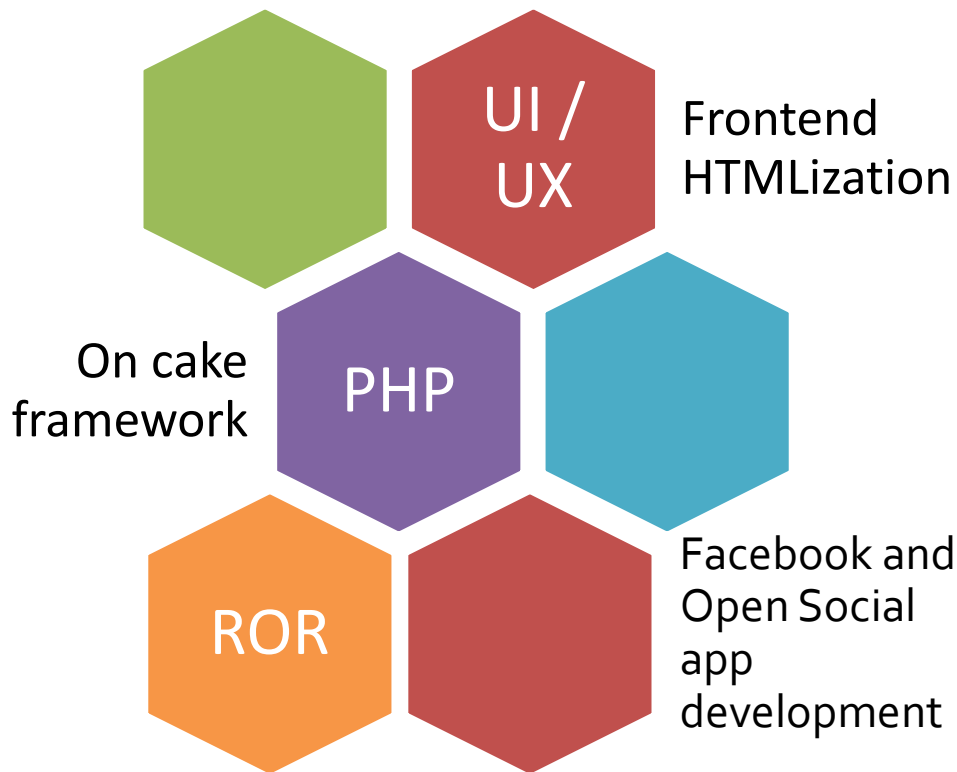 UI /
UX
Frontend
HTMLization
On cake
framework
PHP
ROR
Facebook and
Open Social
app
development